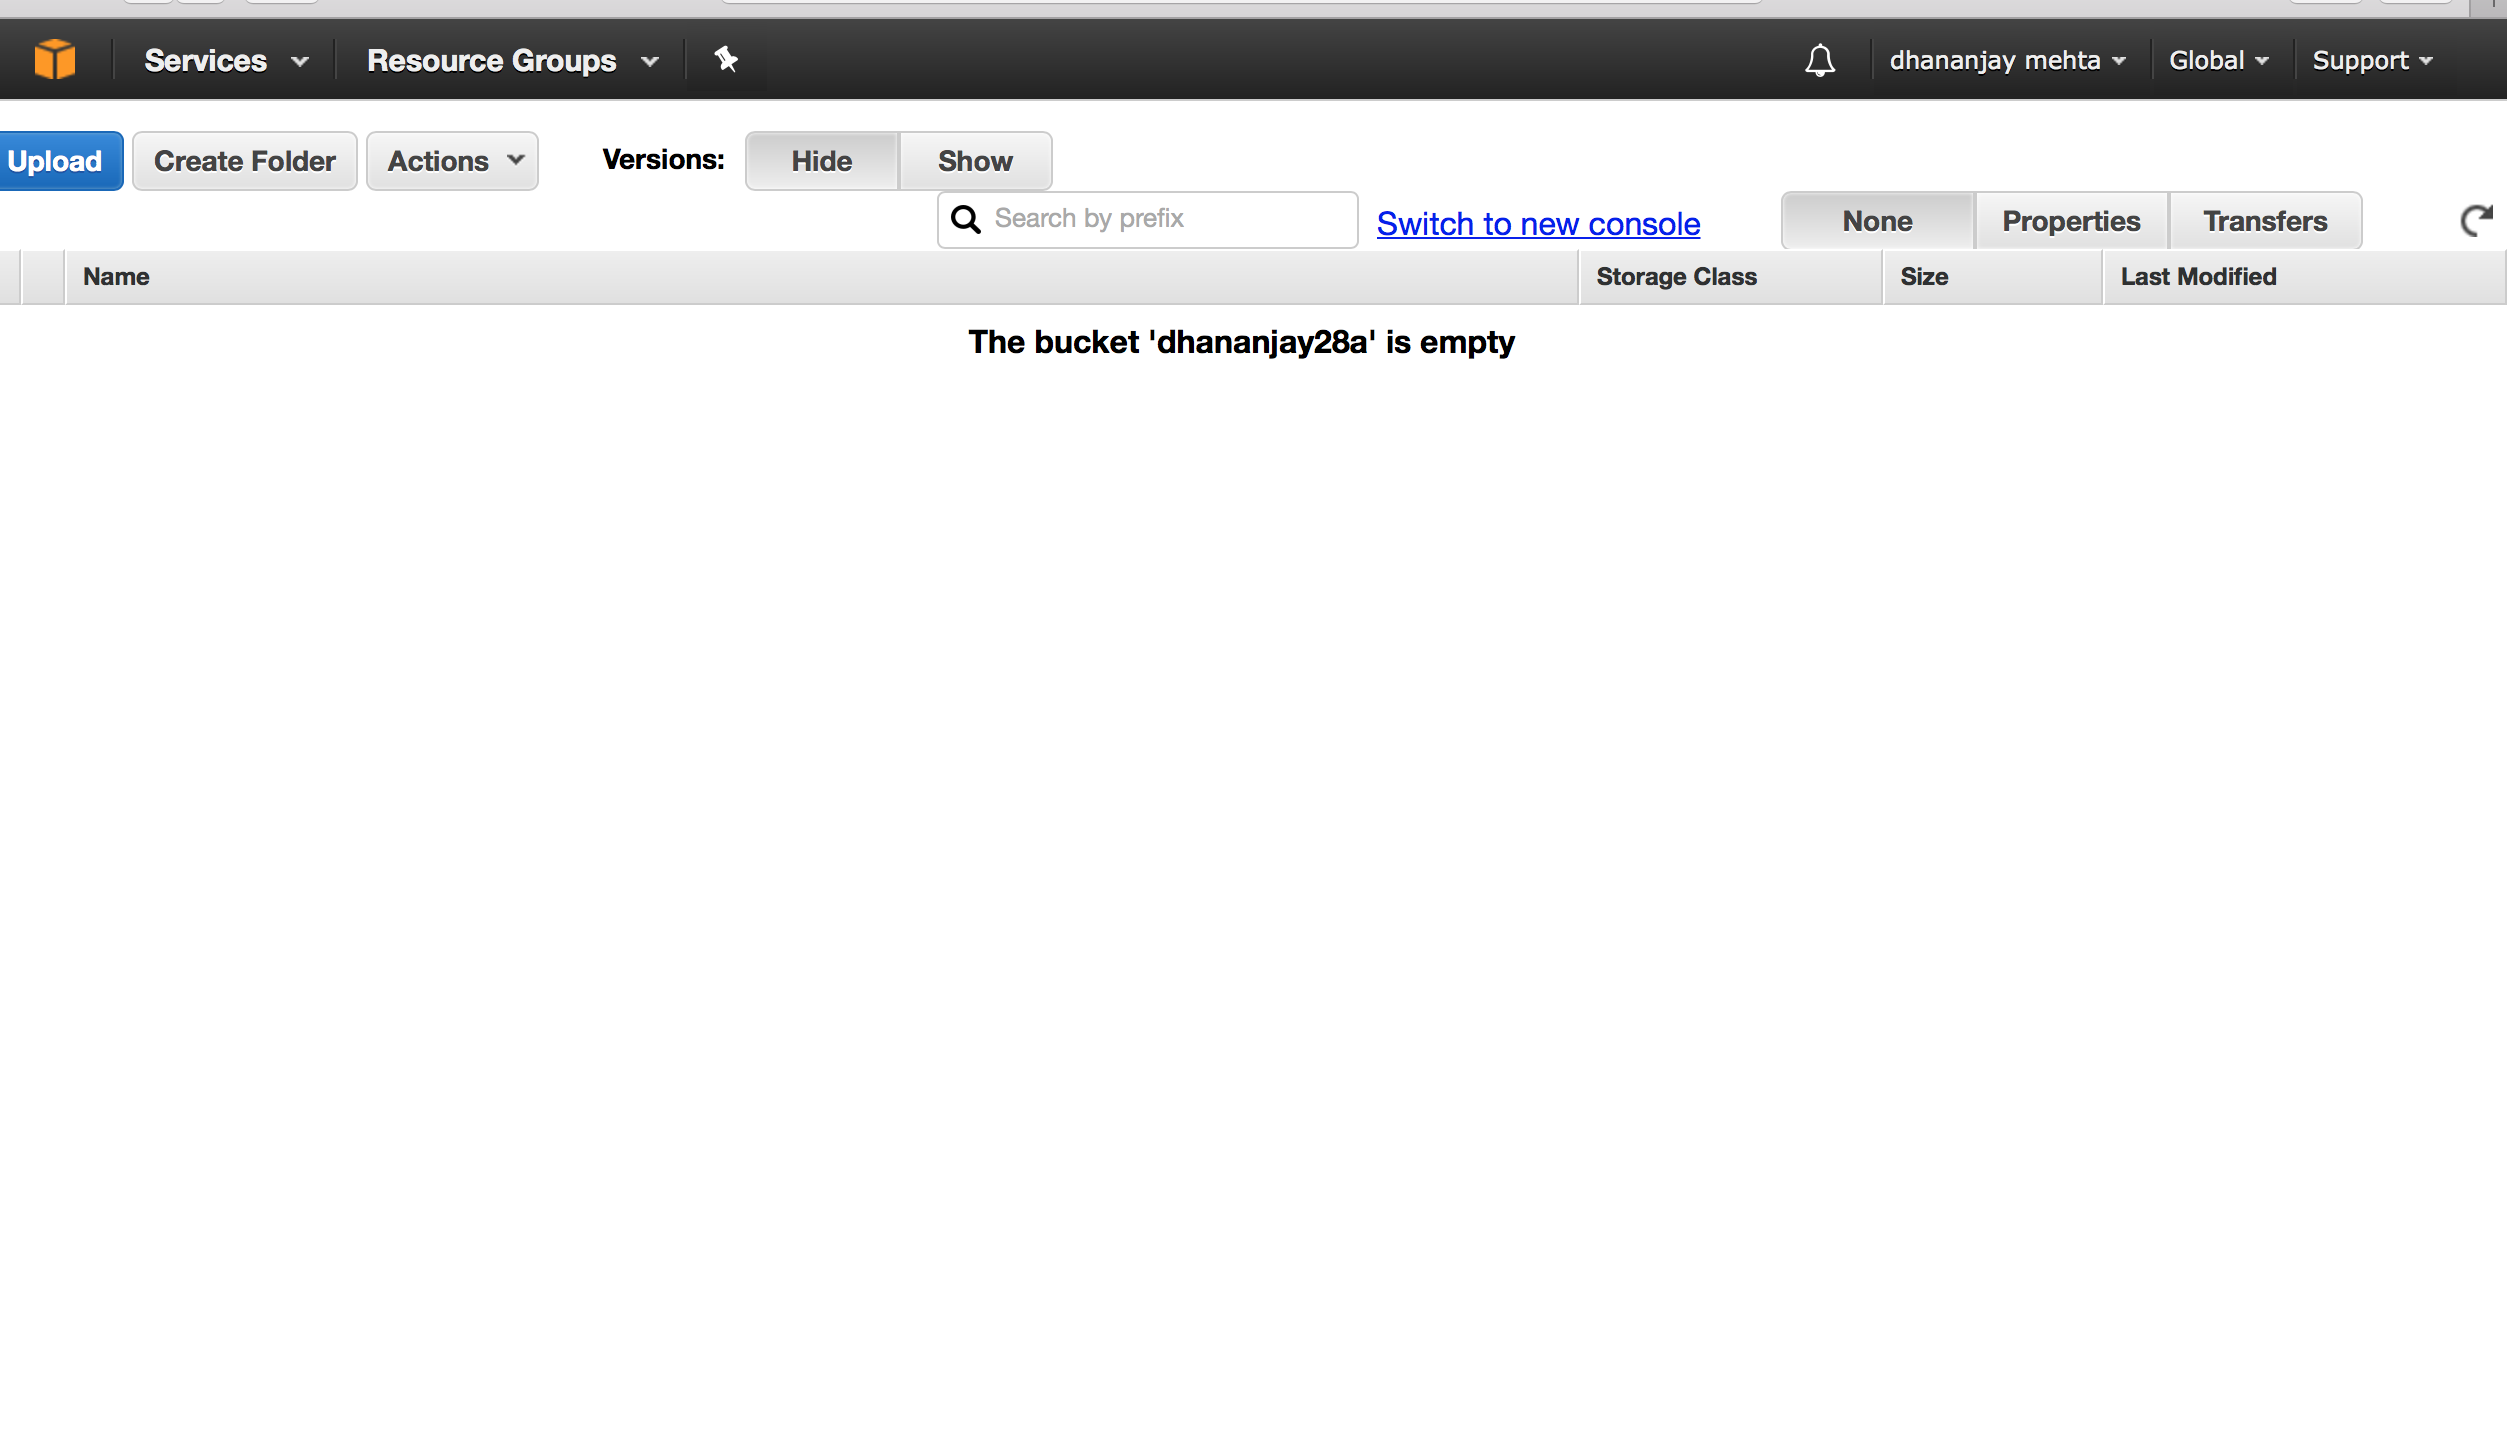 Services Resource Groups dhananjay mehta Global Support
Upload Create Folder Actions Versions: Hide Show
Search by prefix Switch to new console None Properties Transfers
Name Storage Class Size Last Modified
The bucket 'dhananjay28a' is empty